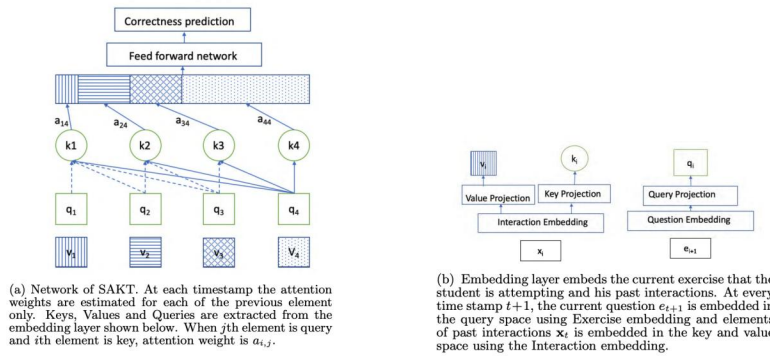 Correctness prediction
Feed forward network
a14
a24
a34
a44
k1
k2
k3
k4
q1
q2
q3
q4
v1
v2
v3
V4
(a) Network of SAKT. At each timestamp the attention
weights are estimated for each of the previous element
only. Keys, Values and Queries are extracted from the
embedding layer shown below. When jth element is query
and ith element is key, attention weight is ai,j.
vi
ki
qi
Value Projection
Key Projection
Query Projection
Interaction Embedding
Question Embedding
xi
ei+1
(b) Embedding layer embeds the current exercise that the
student is attempting and his past interactions. At every
time stamp t+1, the current question et+1 is embedded in
the query space using Exercise embedding and elements
of past interactions xt is embedded in the key and value
space using the Interaction embedding.